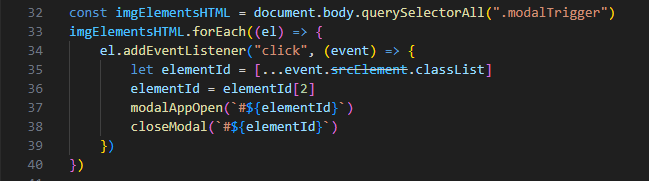 32 const imgElementsHTML = document.body.querySelectorAll(".modalTrigger")
33 imgElementsHTML.forEach((el) => {
34     el.addEventListener("click", (event) => {
35         let elementId = [...event.srcElement.classList]
36         elementId = elementId[2]
37         modalAppOpen(`#${elementId}`)
38         closeModal(`#${elementId}`)
39     })
40 })